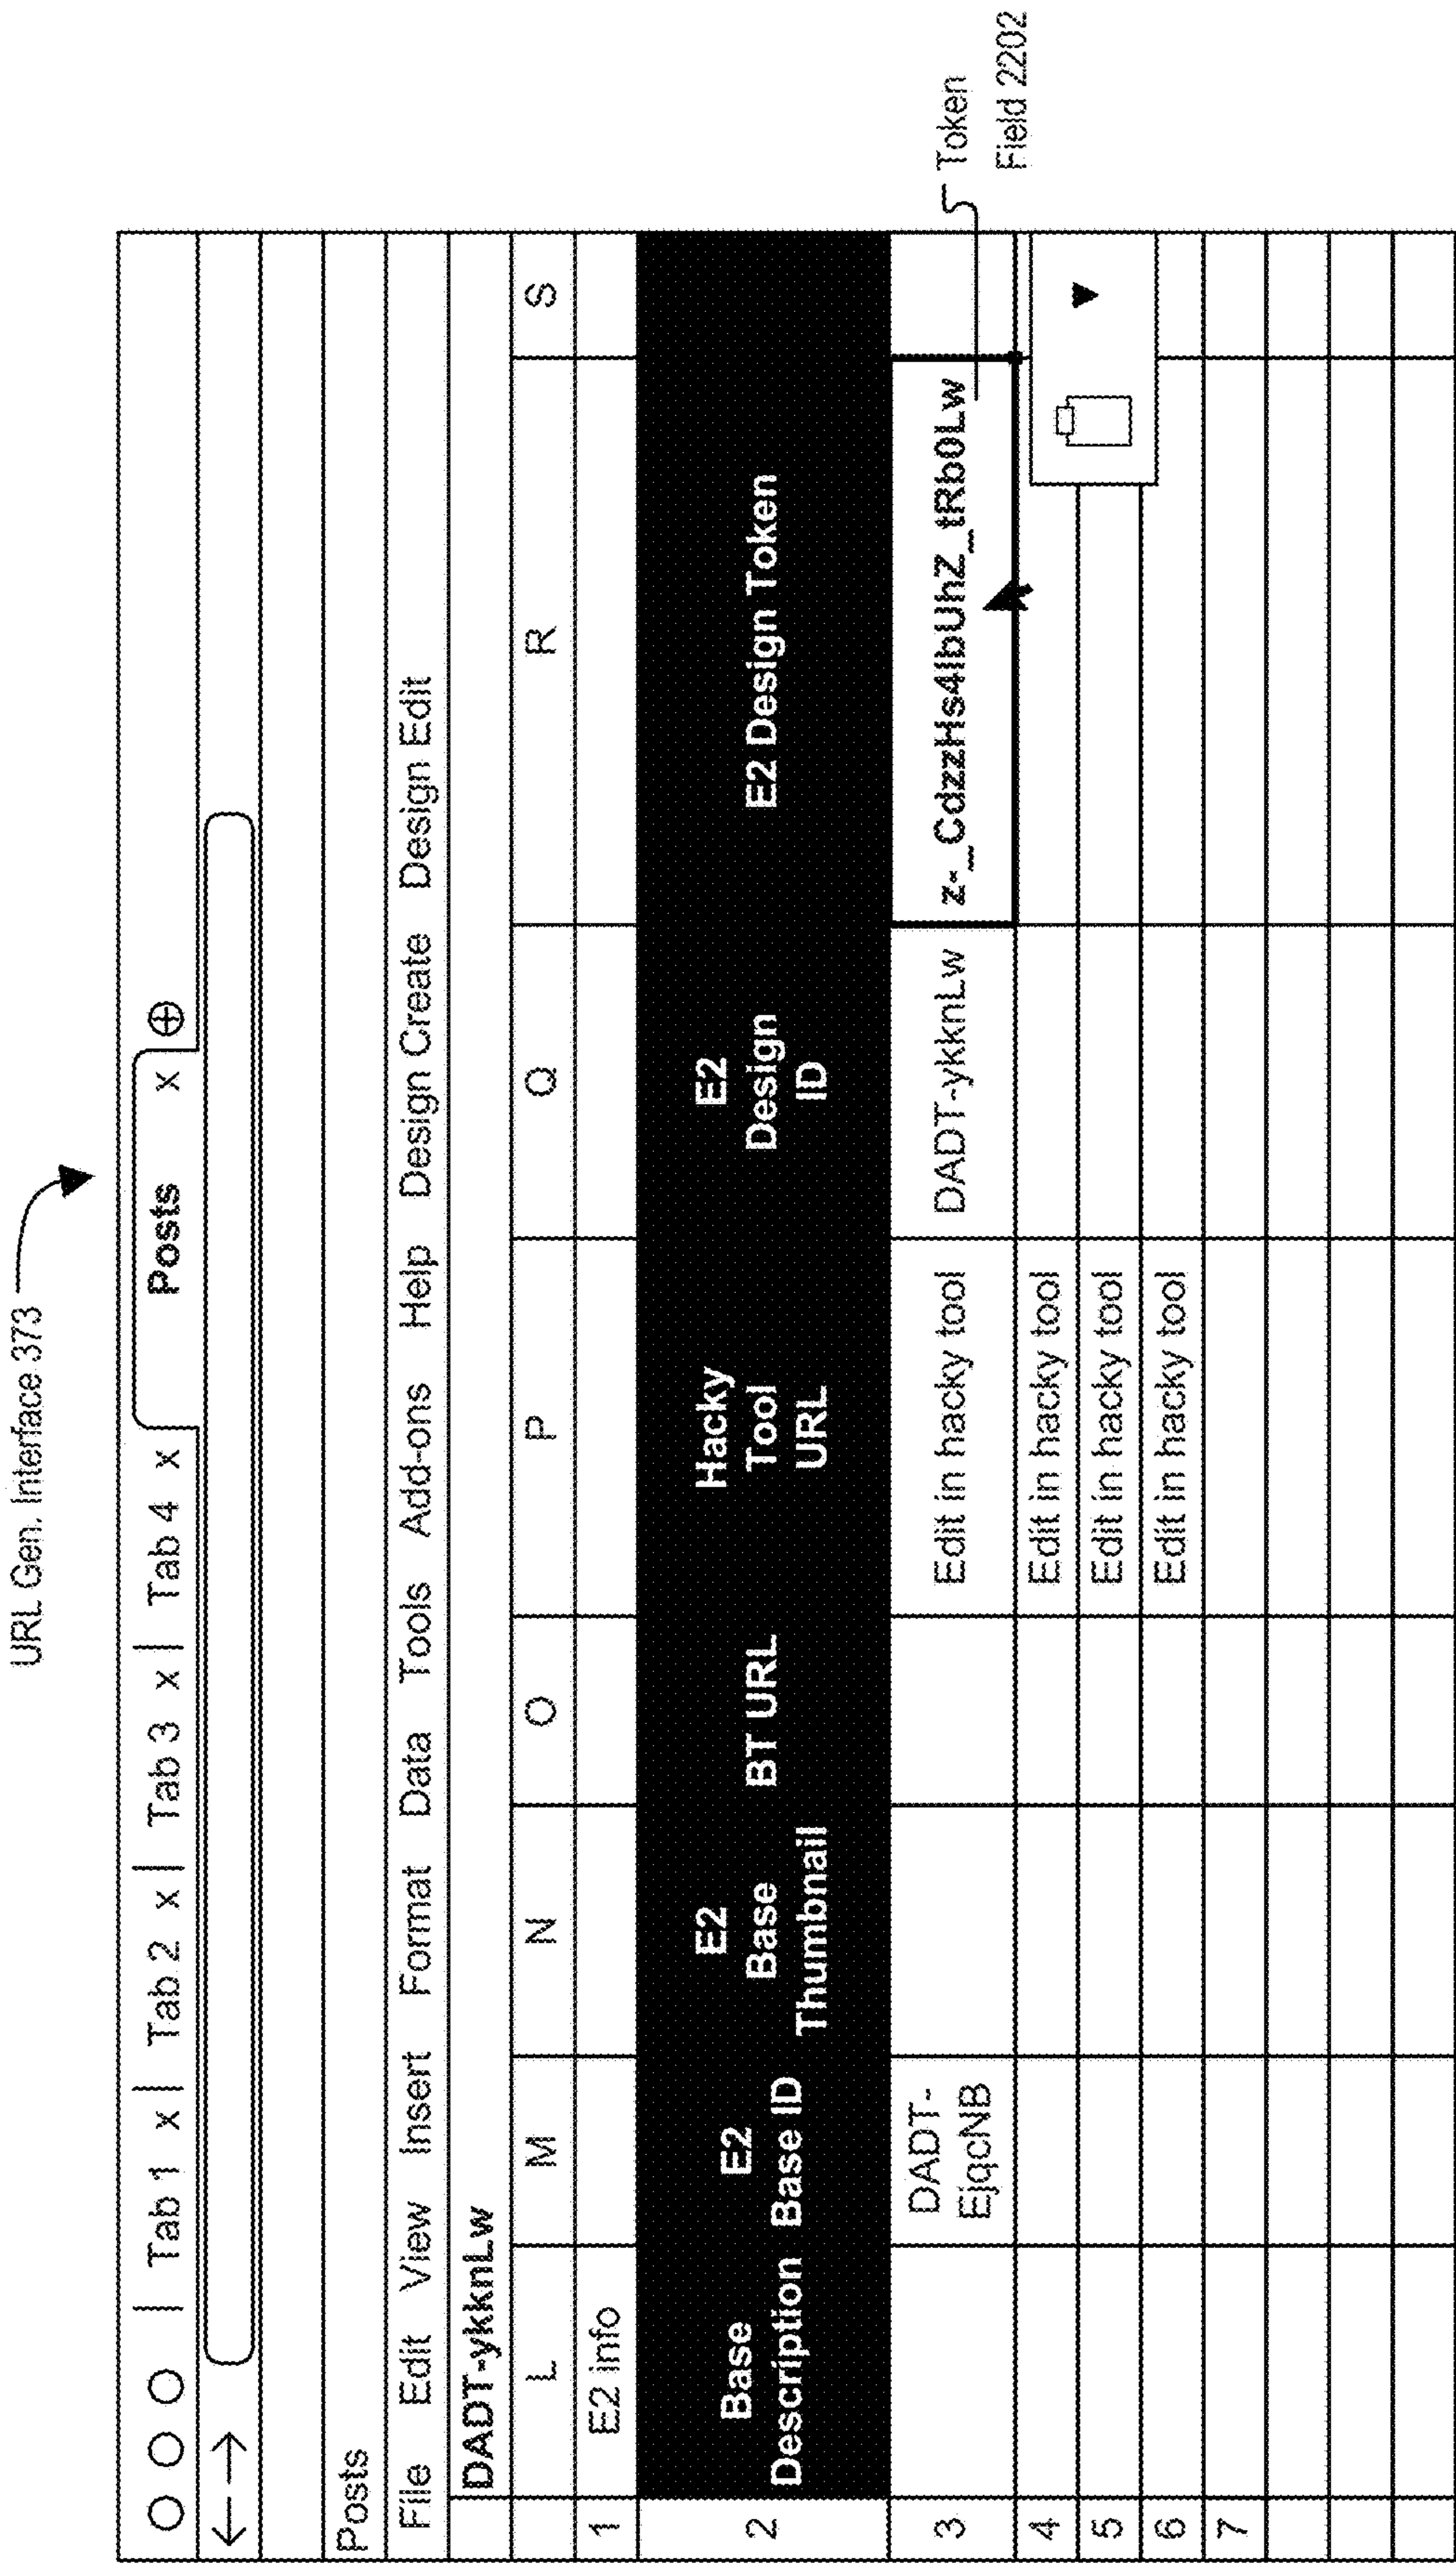 URL Gen. Interface 373
Tab 1 x | Tab 2 x | Tab 3 x | Tab 4 x Posts x
Posts
File Edit View Insert Format Data Tools Add-ons Help Design Create Design Edit
DADT-ykknLw
L M N O P Q R S
1 E2 info
2
Base
Description
E2
Base ID
E2
Base
Thumbnail
BT URL
Hacky
Tool
URL
E2
Design
ID
E2 Design Token
3
DADT-
EjqcNB
Edit in hacky tool
DADT-ykknLw
z-_CdzzHs4lbUhZ_tRb0Lw
Token
Field 2202
4 Edit in hacky tool
5 Edit in hacky tool
6 Edit in hacky tool
7